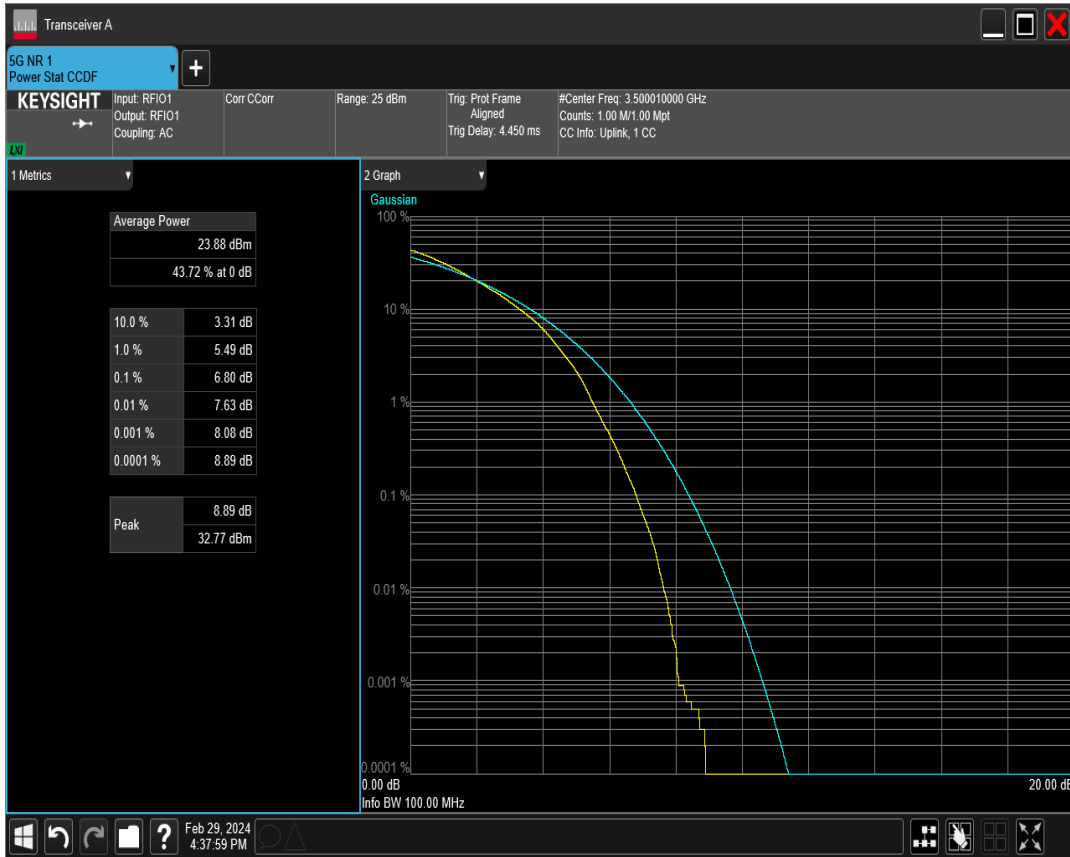 Transceiver A
5G NR 1
Power Stat CCDF
KEYSIGHT
LXI
Input: RFIO1
Output: RFIO1
Coupling: AC
Corr CCorr
Range: 25 dBm
Trig: Prot Frame
Aligned
Trig Delay: 4.450 ms
#Center Freq: 3.500010000 GHz
Counts: 1.00 M/1.00 Mpt
CC Info: Uplink, 1 CC
1 Metrics
Average Power
23.88 dBm
43.72 % at 0 dB
10.0 % 3.31 dB
1.0 % 5.49 dB
0.1 % 6.80 dB
0.01 % 7.63 dB
0.001 % 8.08 dB
0.0001 % 8.89 dB
Peak
8.89 dB
32.77 dBm
2 Graph
Gaussian
100 %
10 %
1 %
0.1 %
0.01 %
0.001 %
0.0001 %
0.00 dB 20.00 dB
Info BW 100.00 MHz
?
Feb 29, 2024
4:37:59 PM